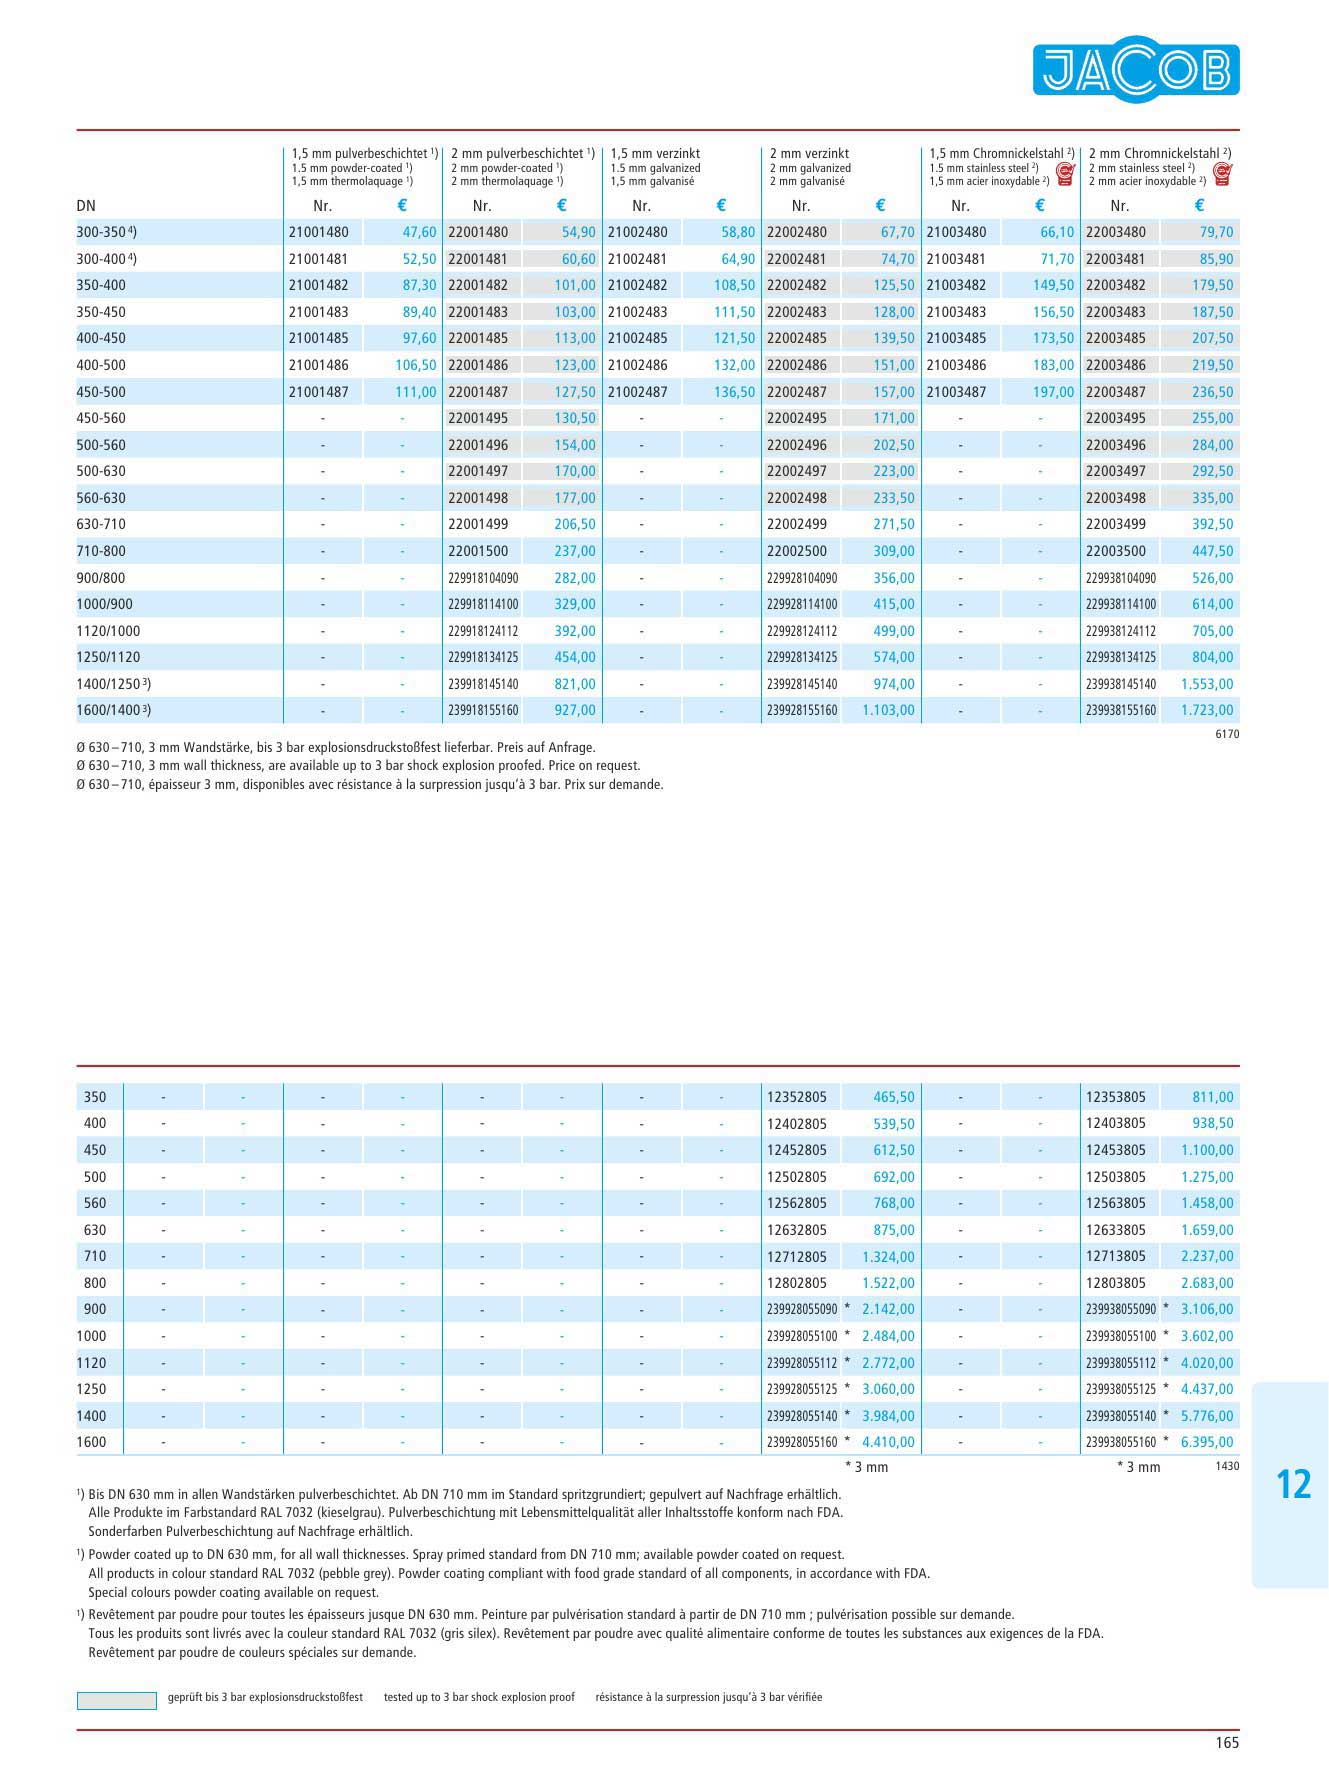 JACOB
1,5 mm pulverbeschichtet ¹) 2 mm pulverbeschichtet ¹) 1,5 mm verzinkt 2 mm verzinkt 1,5 mm Chromnickelstahl ²) 2 mm Chromnickelstahl ²)
1.5 mm powder-coated ¹) 2 mm powder-coated ¹) 1.5 mm galvanized 2 mm galvanized 1.5 mm stainless steel ²) 2 mm stainless steel ²)
1,5 mm thermolaquage ¹) 2 mm thermolaquage ¹) 1,5 mm galvanisé 2 mm galvanisé 1,5 mm acier inoxydable ²) 2 mm acier inoxydable ²)
DN Nr. € Nr. € Nr. € Nr. € Nr. € Nr. €
300-350 ⁴) 21001480 47,60 22001480 54,90 21002480 58,80 22002480 67,70 21003480 66,10 22003480 79,70
300-400 ⁴) 21001481 52,50 22001481 60,60 21002481 64,90 22002481 74,70 21003481 71,70 22003481 85,90
350-400 21001482 87,30 22001482 101,00 21002482 108,50 22002482 125,50 21003482 149,50 22003482 179,50
350-450 21001483 89,40 22001483 103,00 21002483 111,50 22002483 128,00 21003483 156,50 22003483 187,50
400-450 21001485 97,60 22001485 113,00 21002485 121,50 22002485 139,50 21003485 173,50 22003485 207,50
400-500 21001486 106,50 22001486 123,00 21002486 132,00 22002486 151,00 21003486 183,00 22003486 219,50
450-500 21001487 111,00 22001487 127,50 21002487 136,50 22002487 157,00 21003487 197,00 22003487 236,50
450-560 - - 22001495 130,50 - - 22002495 171,00 - - 22003495 255,00
500-560 - - 22001496 154,00 - - 22002496 202,50 - - 22003496 284,00
500-630 - - 22001497 170,00 - - 22002497 223,00 - - 22003497 292,50
560-630 - - 22001498 177,00 - - 22002498 233,50 - - 22003498 335,00
630-710 - - 22001499 206,50 - - 22002499 271,50 - - 22003499 392,50
710-800 - - 22001500 237,00 - - 22002500 309,00 - - 22003500 447,50
900/800 - - 229918104090 282,00 - - 229928104090 356,00 - - 229938104090 526,00
1000/900 - - 229918114100 329,00 - - 229928114100 415,00 - - 229938114100 614,00
1120/1000 - - 229918124112 392,00 - - 229928124112 499,00 - - 229938124112 705,00
1250/1120 - - 229918134125 454,00 - - 229928134125 574,00 - - 229938134125 804,00
1400/1250 ³) - - 239918145140 821,00 - - 239928145140 974,00 - - 239938145140 1.553,00
1600/1400 ³) - - 239918155160 927,00 - - 239928155160 1.103,00 - - 239938155160 1.723,00
6170
Ø 630–710, 3 mm Wandstärke, bis 3 bar explosionsdruckstoßfest lieferbar. Preis auf Anfrage.
Ø 630–710, 3 mm wall thickness, are available up to 3 bar shock explosion proofed. Price on request.
Ø 630–710, épaisseur 3 mm, disponibles avec résistance à la surpression jusqu’à 3 bar. Prix sur demande.
350 - - - - - - - - 12352805 465,50 - - 12353805 811,00
400 - - - - - - - - 12402805 539,50 - - 12403805 938,50
450 - - - - - - - - 12452805 612,50 - - 12453805 1.100,00
500 - - - - - - - - 12502805 692,00 - - 12503805 1.275,00
560 - - - - - - - - 12562805 768,00 - - 12563805 1.458,00
630 - - - - - - - - 12632805 875,00 - - 12633805 1.659,00
710 - - - - - - - - 12712805 1.324,00 - - 12713805 2.237,00
800 - - - - - - - - 12802805 1.522,00 - - 12803805 2.683,00
900 - - - - - - - - 239928055090 * 2.142,00 - - 239938055090 * 3.106,00
1000 - - - - - - - - 239928055100 * 2.484,00 - - 239938055100 * 3.602,00
1120 - - - - - - - - 239928055112 * 2.772,00 - - 239938055112 * 4.020,00
1250 - - - - - - - - 239928055125 * 3.060,00 - - 239938055125 * 4.437,00
1400 - - - - - - - - 239928055140 * 3.984,00 - - 239938055140 * 5.776,00
1600 - - - - - - - - 239928055160 * 4.410,00 - - 239938055160 * 6.395,00
* 3 mm * 3 mm 1430
12
¹) Bis DN 630 mm in allen Wandstärken pulverbeschichtet. Ab DN 710 mm im Standard spritzgrundiert; gepulvert auf Nachfrage erhältlich.
Alle Produkte im Farbstandard RAL 7032 (kieselgrau). Pulverbeschichtung mit Lebensmittelqualität aller Inhaltsstoffe konform nach FDA.
Sonderfarben Pulverbeschichtung auf Nachfrage erhältlich.
¹) Powder coated up to DN 630 mm, for all wall thicknesses. Spray primed standard from DN 710 mm; available powder coated on request.
All products in colour standard RAL 7032 (pebble grey). Powder coating compliant with food grade standard of all components, in accordance with FDA.
Special colours powder coating available on request.
¹) Revêtement par poudre pour toutes les épaisseurs jusque DN 630 mm. Peinture par pulvérisation standard à partir de DN 710 mm ; pulvérisation possible sur demande.
Tous les produits sont livrés avec la couleur standard RAL 7032 (gris silex). Revêtement par poudre avec qualité alimentaire conforme de toutes les substances aux exigences de la FDA.
Revêtement par poudre de couleurs spéciales sur demande.
geprüft bis 3 bar explosionsdruckstoßfest tested up to 3 bar shock explosion proof résistance à la surpression jusqu’à 3 bar vérifiée
165